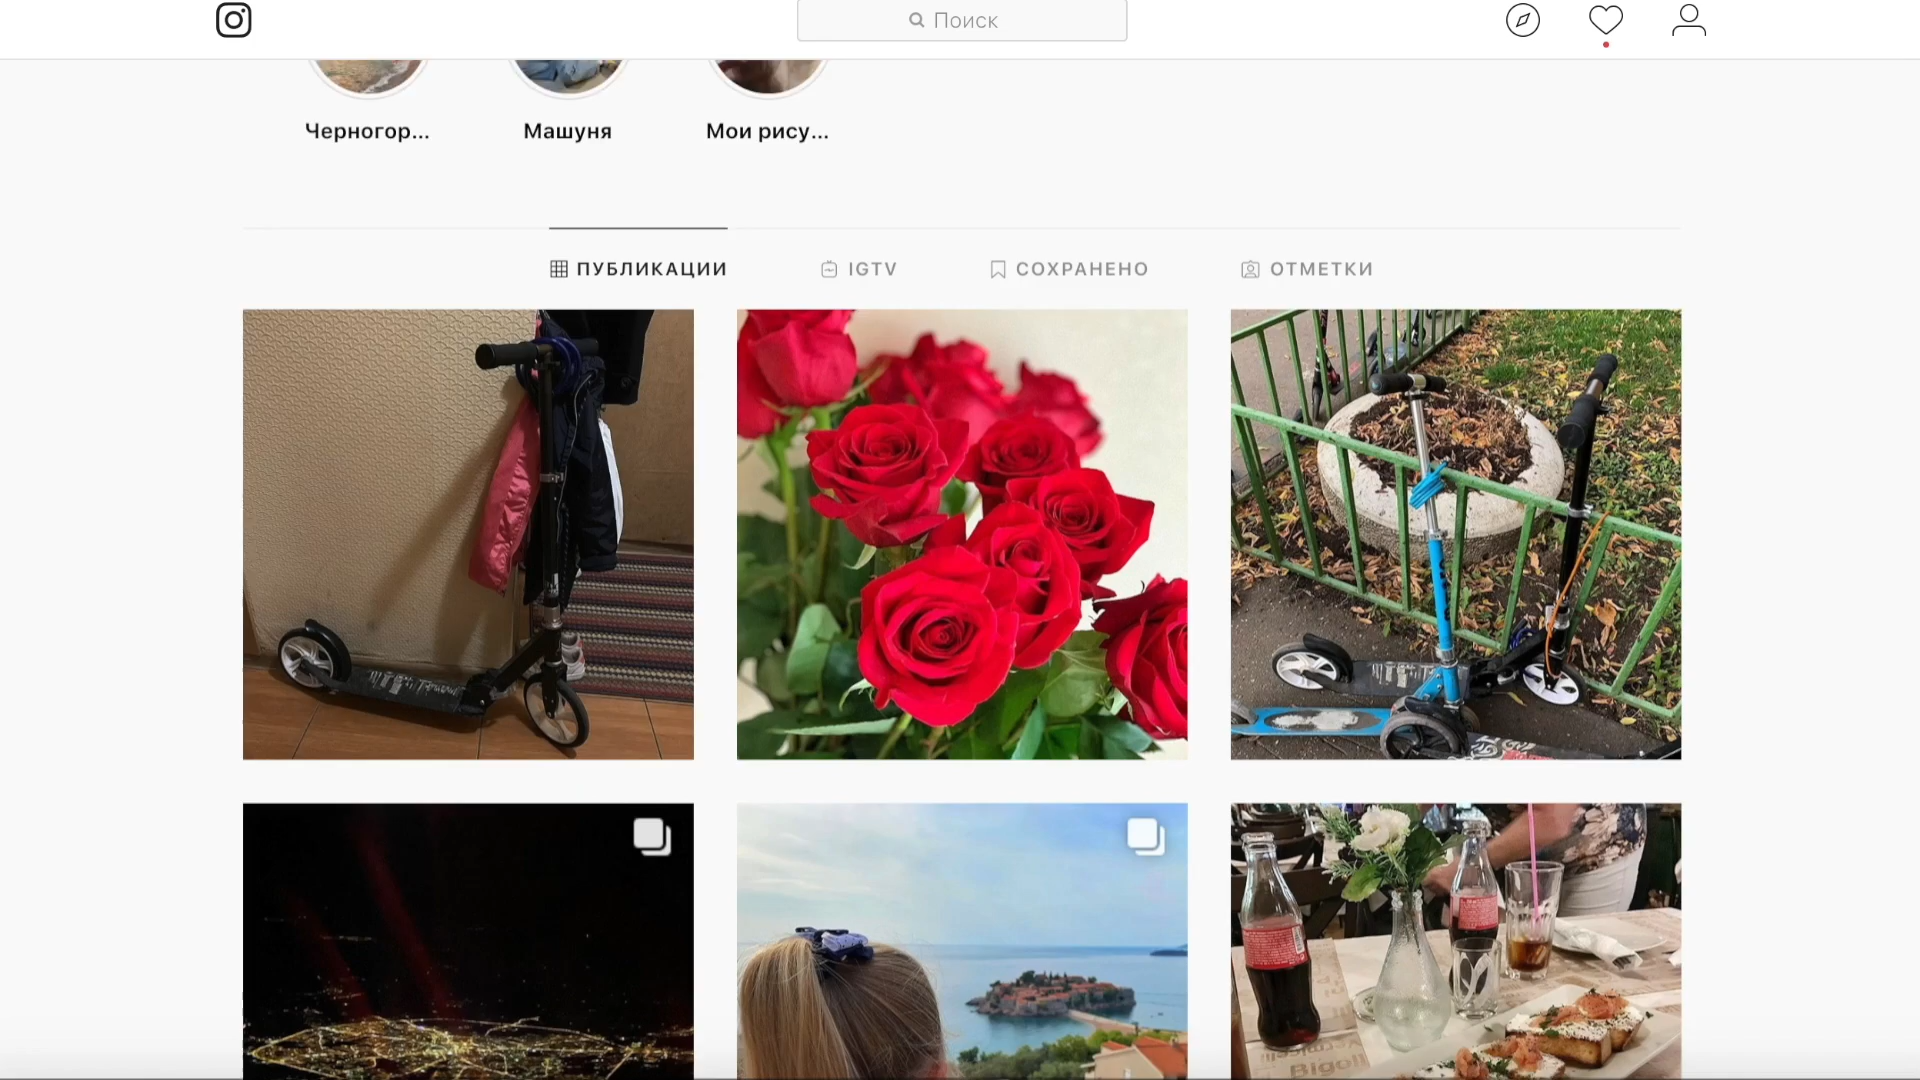 Поиск
Черногор...
Машуня
Мои рису...
ПУБЛИКАЦИИ
IGTV
СОХРАНЕНО
ОТМЕТКИ